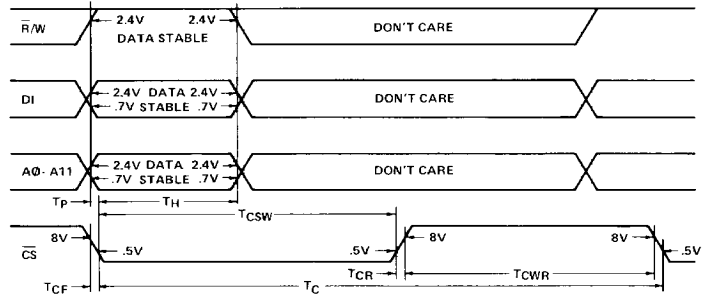 R/W 2.4V 2.4V DON'T CARE
DATA STABLE
DI 2.4V DATA 2.4V DON'T CARE
.7V STABLE .7V
AØ-A11 2.4V DATA 2.4V DON'T CARE
.7V STABLE .7V
TP TH
TCSW
CS 8V .5V .5V 8V 8V .5V
TCR TCWR
TCF TC